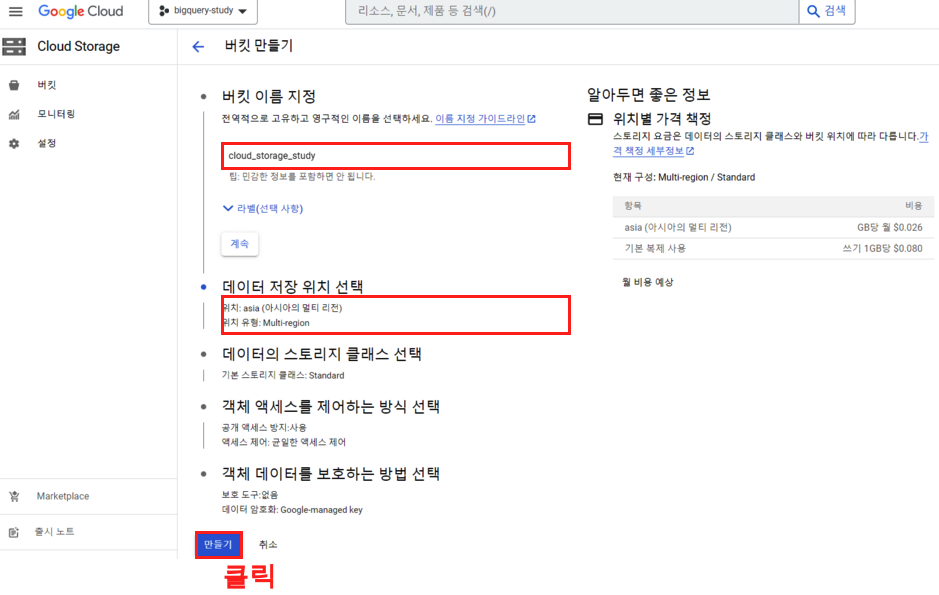 Google Cloud
bigquery-study
리소스, 문서, 제품 등 검색(/)
검색
Cloud Storage
버킷 만들기
버킷
모니터링
설정
Marketplace
출시 노트
버킷 이름 지정
전역적으로 고유하고 영구적인 이름을 선택하세요. 이름 지정 가이드라인
cloud_storage_study
팁: 민감한 정보를 포함하면 안 됩니다.
라벨(선택 사항)
계속
데이터 저장 위치 선택
위치: asia (아시아의 멀티 리전)
위치 유형: Multi-region
데이터의 스토리지 클래스 선택
기본 스토리지 클래스: Standard
객체 액세스를 제어하는 방식 선택
공개 액세스 방지:사용
액세스 제어: 균일한 액세스 제어
객체 데이터를 보호하는 방법 선택
보호 도구:없음
데이터 암호화: Google-managed key
만들기
취소
클릭
알아두면 좋은 정보
위치별 가격 책정
스토리지 요금은 데이터의 스토리지 클래스와 버킷 위치에 따라 다릅니다.가
격 책정 세부정보
현재 구성: Multi-region / Standard
항목 비용
asia (아시아의 멀티 리전) GB당 월 $0.026
기본 복제 사용 쓰기 1GB당 $0.080
월 비용 예상